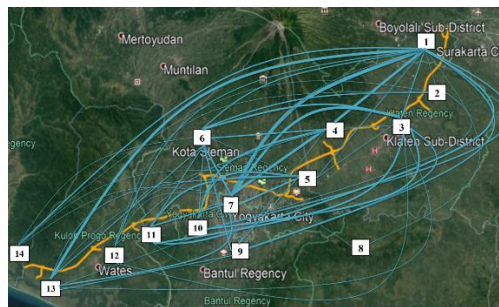 Boyolali Sub-District
1
Surakarta C
Mertoyudan
Muntilan
2
Klaten Regency
3
4
Klaten Sub-District
6
Kota Sleman
Sleman Regency
5
7
Yogyakarta City
10
11
Kulon Progo Regency
14
12
Wates
9
8
13
Bantul Regency
Bantul Regency